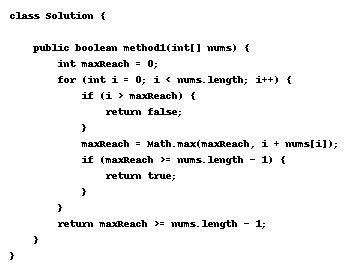 class Solution {
    public boolean method1(int[] nums) {
        int maxReach = 0;
        for (int i = 0; i < nums.length; i++) {
            if (i > maxReach) {
                return false;
            }
            maxReach = Math.max(maxReach, i + nums[i]);
            if (maxReach >= nums.length - 1) {
                return true;
            }
        }
        return maxReach >= nums.length - 1;
    }
}